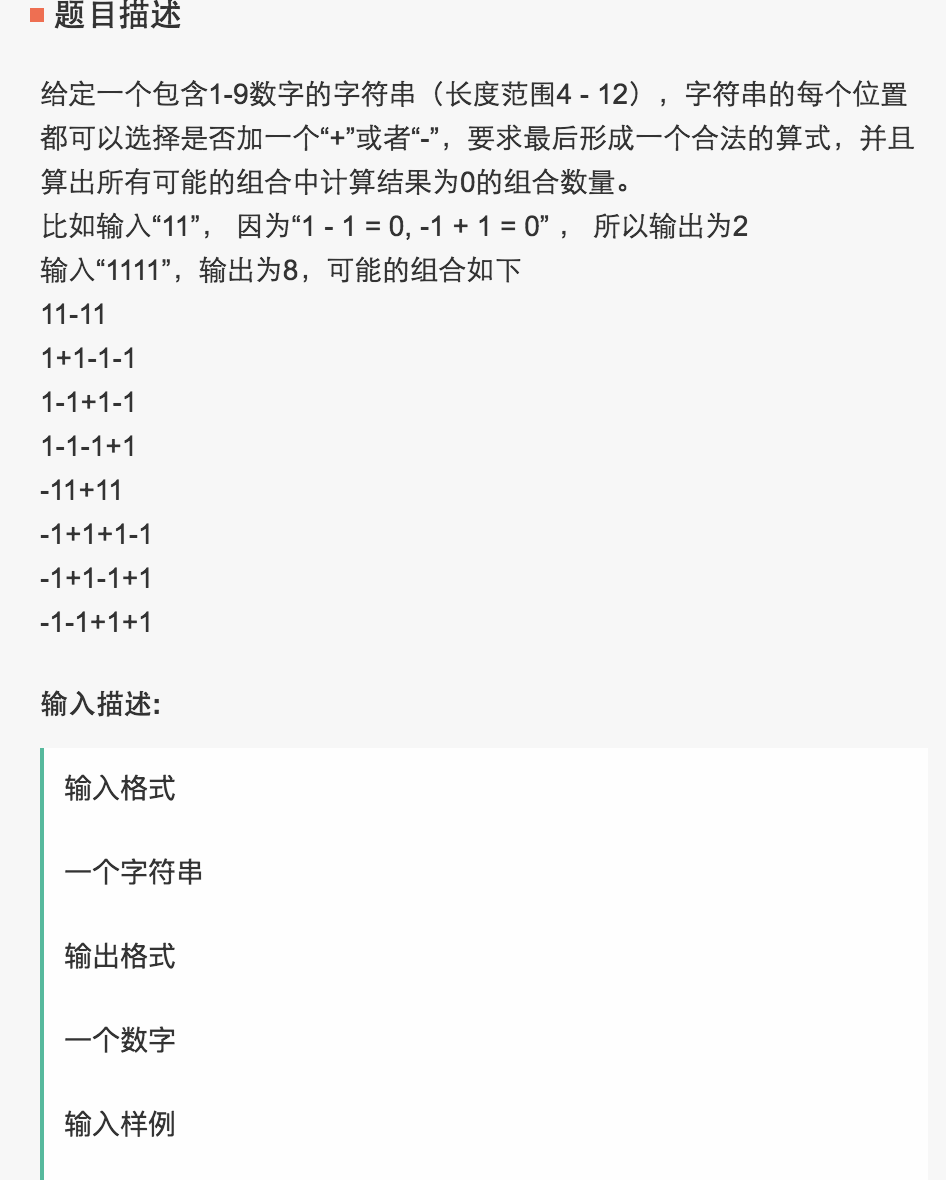 题目描述
给定一个包含1-9数字的字符串（长度范围4 - 12），字符串的每个位置
都可以选择是否加一个“+”或者“-”，要求最后形成一个合法的算式，并且
算出所有可能的组合中计算结果为0的组合数量。
比如输入“11”， 因为“1 - 1 = 0, -1 + 1 = 0” ， 所以输出为2
输入“1111”，输出为8，可能的组合如下
11-11
1+1-1-1
1-1+1-1
1-1-1+1
-11+11
-1+1+1-1
-1+1-1+1
-1-1+1+1
输入描述:
输入格式
一个字符串
输出格式
一个数字
输入样例